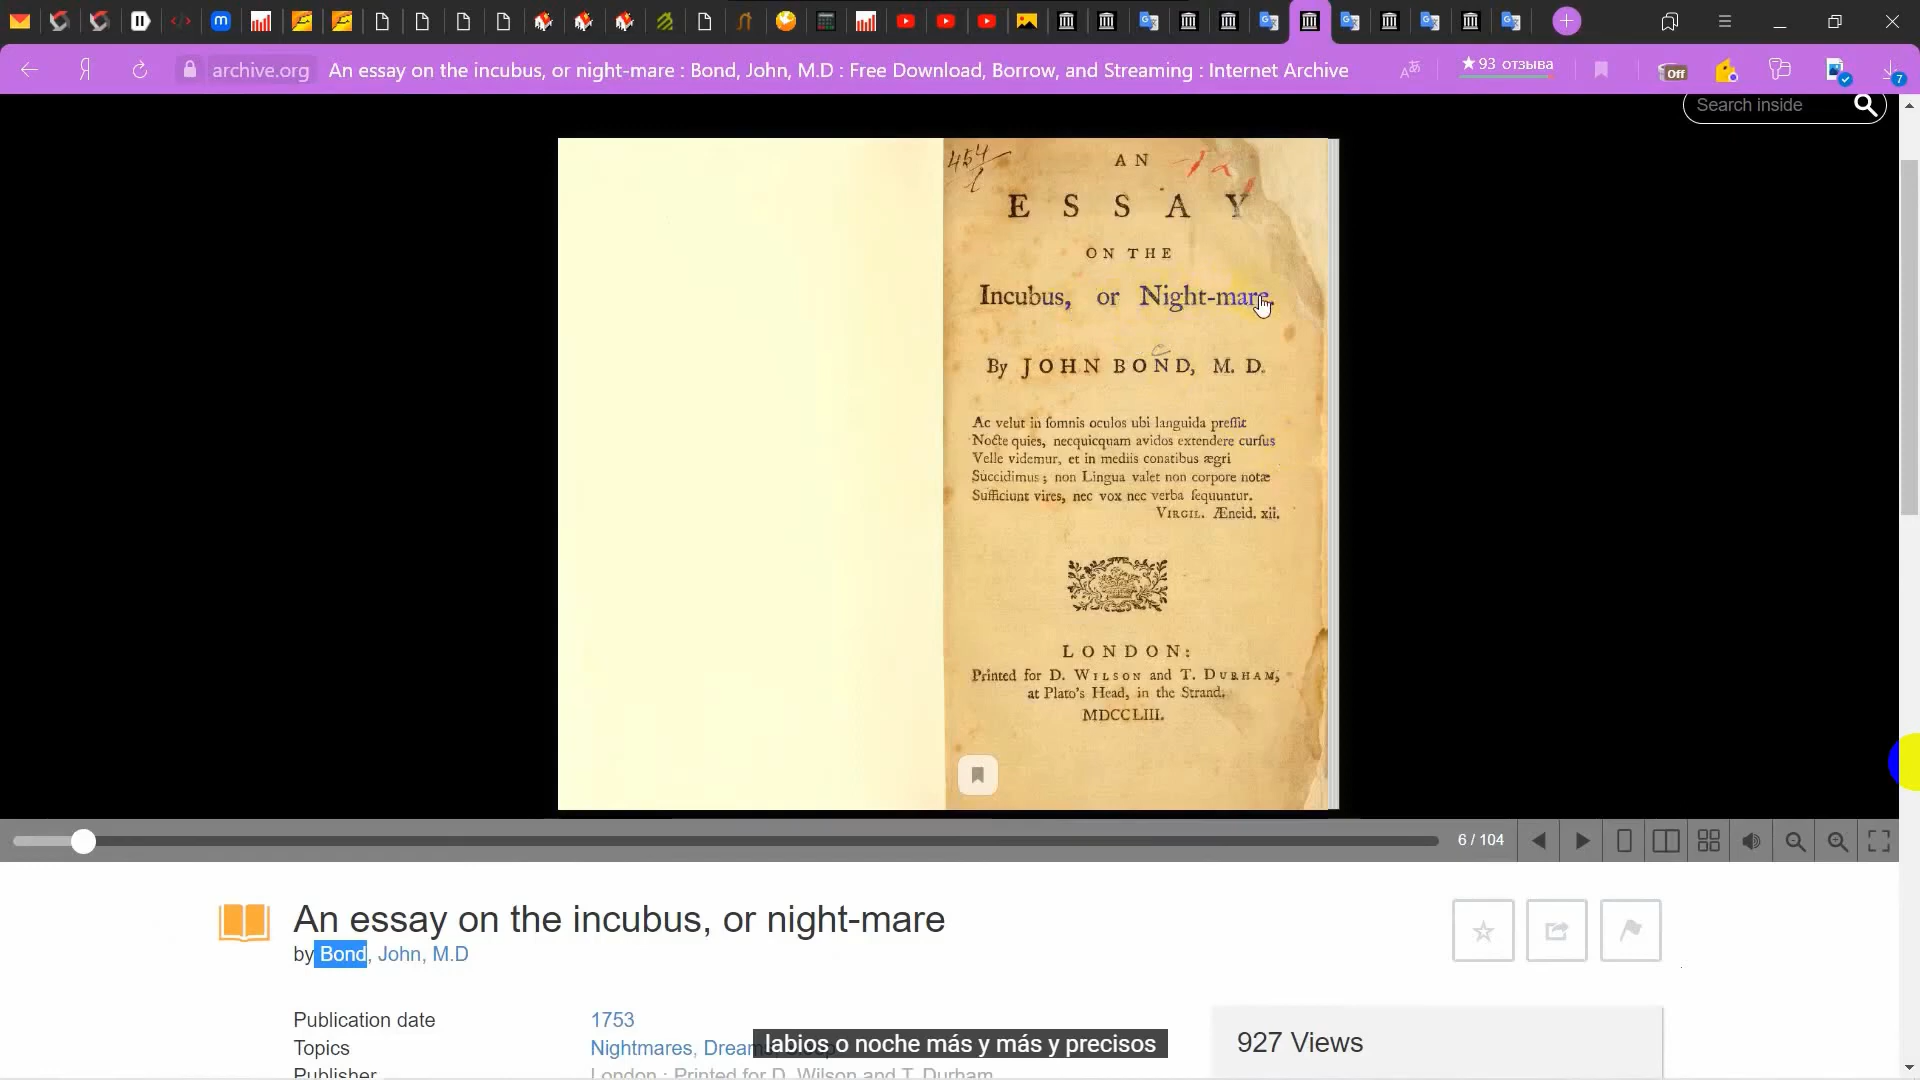 archive.org An essay on the incubus, or night-mare : Bond, John, M.D : Free Download, Borrow, and Streaming : Internet Archive ★93 отзыва Off 7
Search inside
454
AN
ESSAY
ON THE
Incubus, or Night-mare.
By JOHN BOND, M. D.
Ac velut in ſomnis oculos ubi languida preſſit
Nocte quies, necquicquam avidos extendere curſus
Velle videmur, et in mediis conatibus ægri
Succidimus; non Lingua valet non corpore notæ
Sufficiunt vires, nec vox nec verba ſequuntur.
VIRGIL. Æneid. xii.
LONDON:
Printed for D. WILSON and T. DURHAM,
at Plato's Head, in the Strand.
MDCCLIII.
6 / 104
An essay on the incubus, or night-mare
by Bond, John, M.D
Publication date 1753
Topics Nightmares,
labios o noche más y más y precisos
927 Views
Publisher London : Printed for D. Wilson and T. Durham